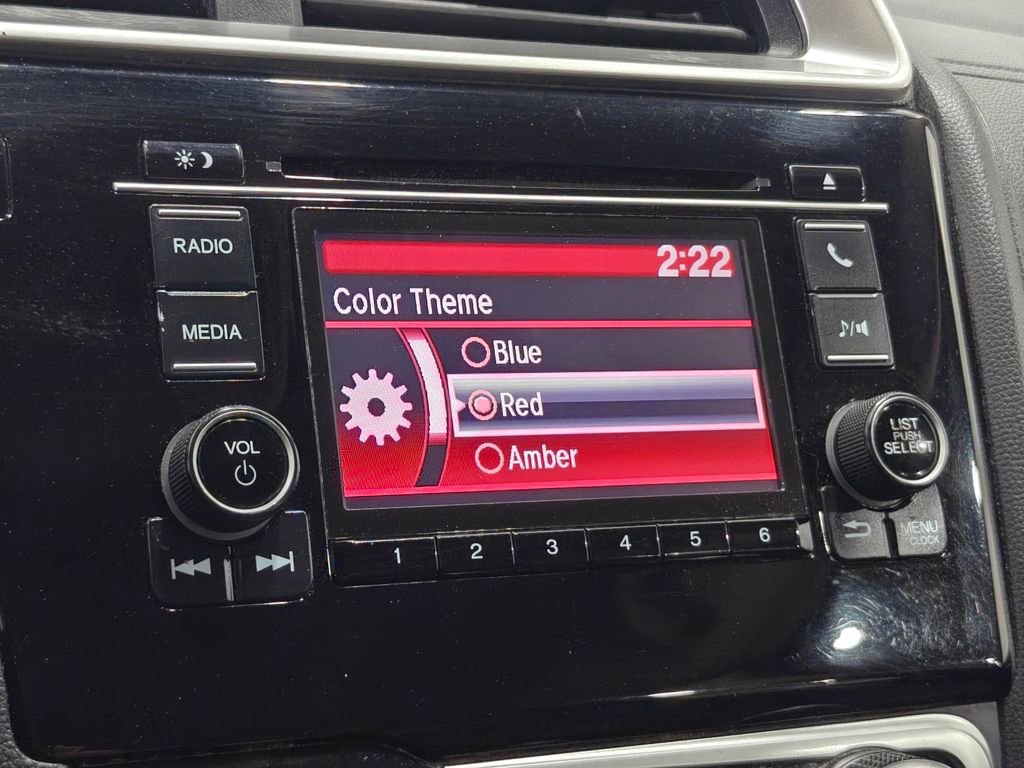 RADIO
MEDIA
VOL
2:22
Color Theme
Blue
Red
Amber
1 2 3 4 5 6
LIST
PUSH
SELECT
MENU
CLOCK